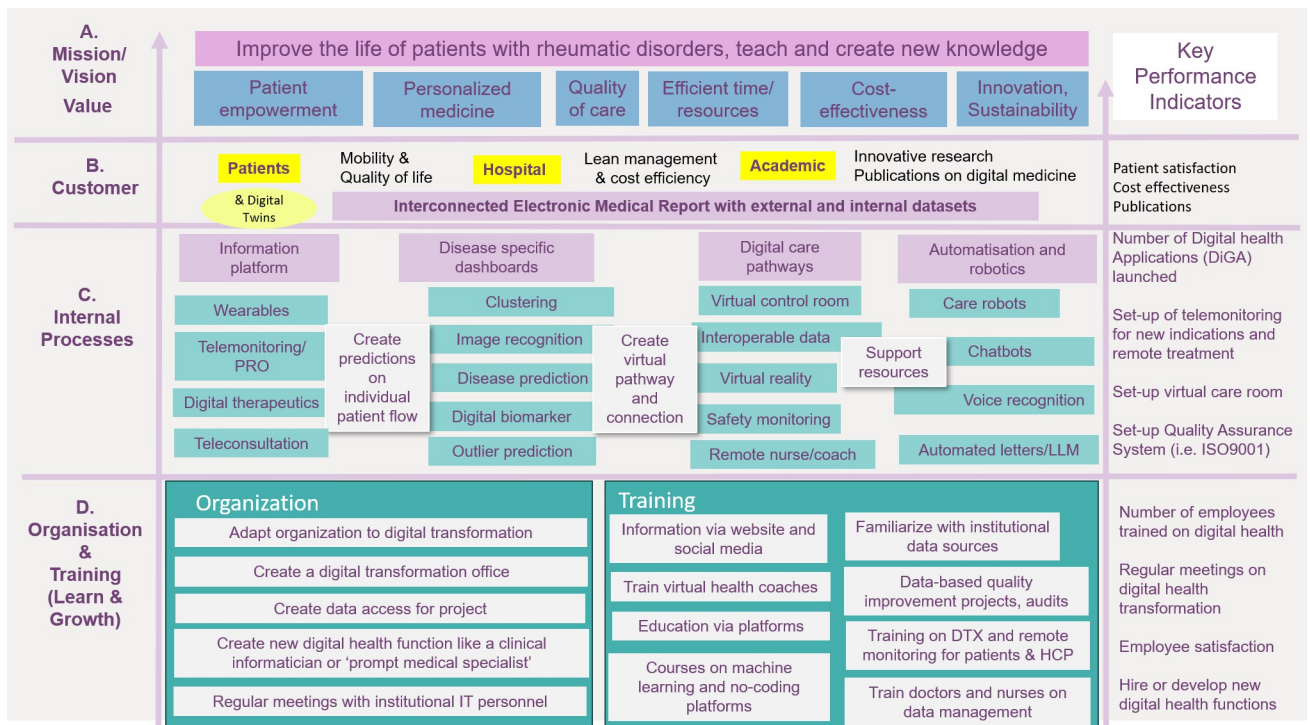 A.
Mission/
Vision
Value
Improve the life of patients with rheumatic disorders, teach and create new knowledge
Patient
empowerment
Personalized
medicine
Quality
of care
Efficient time/
resources
Cost-
effectiveness
Innovation,
Sustainability
Key
Performance
Indicators
B.
Customer
Patients
& Digital
Twins
Mobility &
Quality of life
Hospital
Lean management
& cost efficiency
Academic
Innovative research
Publications on digital medicine
Interconnected Electronic Medical Report with external and internal datasets
Patient satisfaction
Cost effectiveness
Publications
C.
Internal
Processes
Information
platform
Wearables
Telemonitoring/
PRO
Digital therapeutics
Teleconsultation
Create
predictions
on
individual
patient flow
Disease specific
dashboards
Clustering
Image recognition
Disease prediction
Digital biomarker
Outlier prediction
Create
virtual
pathway
and
connection
Digital care
pathways
Virtual control room
Interoperable data
Virtual reality
Safety monitoring
Remote nurse/coach
Support
resources
Automatisation and
robotics
Care robots
Chatbots
Voice recognition
Automated letters/LLM
Number of Digital health
Applications (DiGA)
launched
Set-up of telemonitoring
for new indications and
remote treatment
Set-up virtual care room
Set-up Quality Assurance
System (i.e. ISO9001)
D.
Organisation
&
Training
(Learn &
Growth)
Organization
Adapt organization to digital transformation
Create a digital transformation office
Create data access for project
Create new digital health function like a clinical
informatician or ‘prompt medical specialist’
Regular meetings with institutional IT personnel
Training
Information via website and
social media
Train virtual health coaches
Education via platforms
Courses on machine
learning and no-coding
platforms
Familiarize with institutional
data sources
Data-based quality
improvement projects, audits
Training on DTX and remote
monitoring for patients & HCP
Train doctors and nurses on
data management
Number of employees
trained on digital health
Regular meetings on
digital health
transformation
Employee satisfaction
Hire or develop new
digital health functions